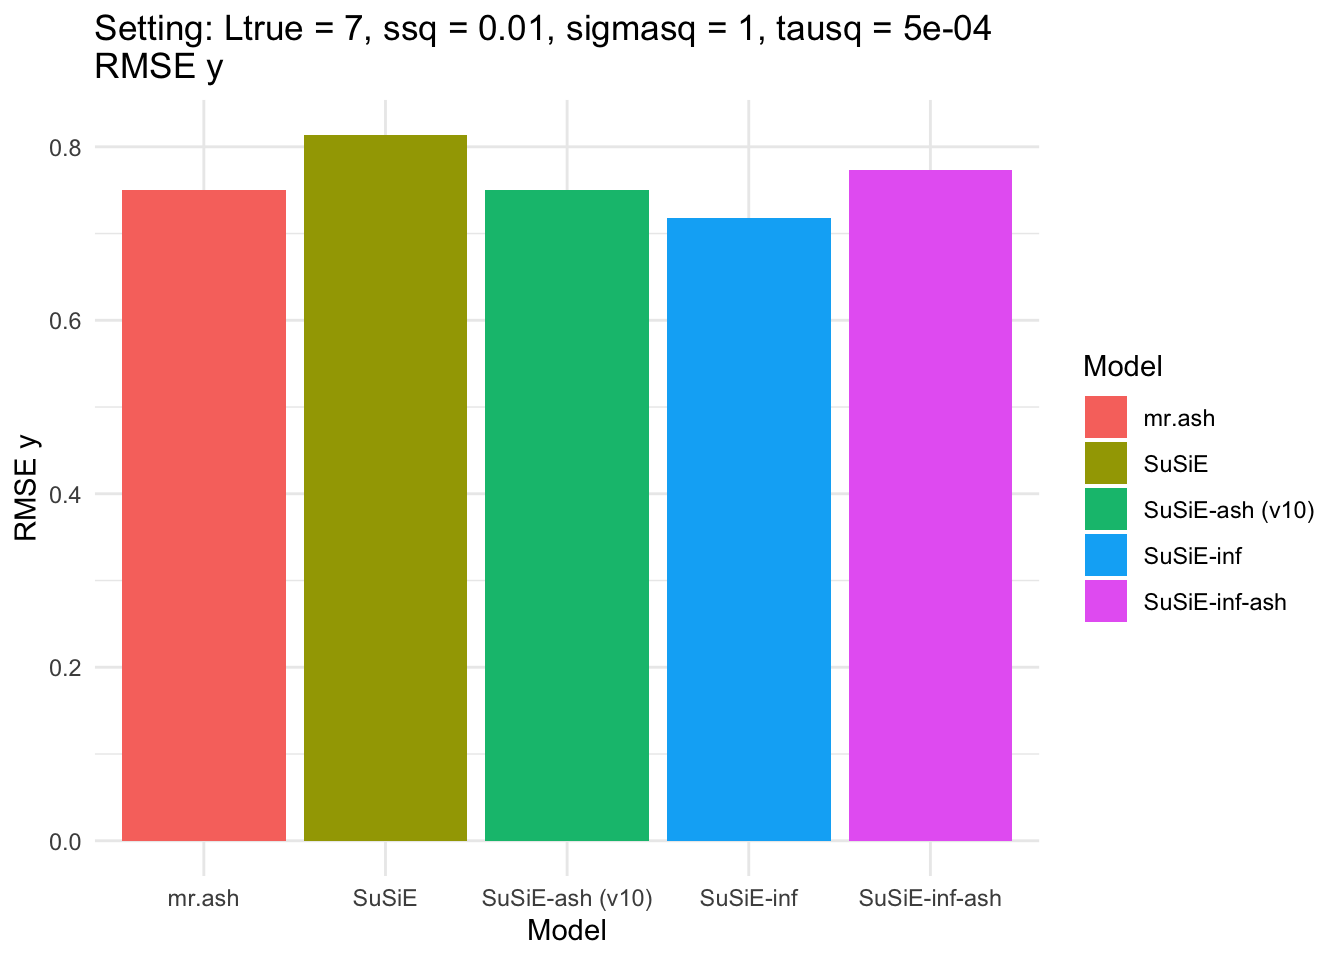 Setting: Ltrue = 7, ssq = 0.01, sigmasq = 1, tausq = 5e-04
RMSE y
0.8
0.6
0.4
0.2
0.0
RMSE y
mr.ash
SuSiE
SuSiE-ash (v10)
SuSiE-inf
SuSiE-inf-ash
Model
Model
mr.ash
SuSiE
SuSiE-ash (v10)
SuSiE-inf
SuSiE-inf-ash